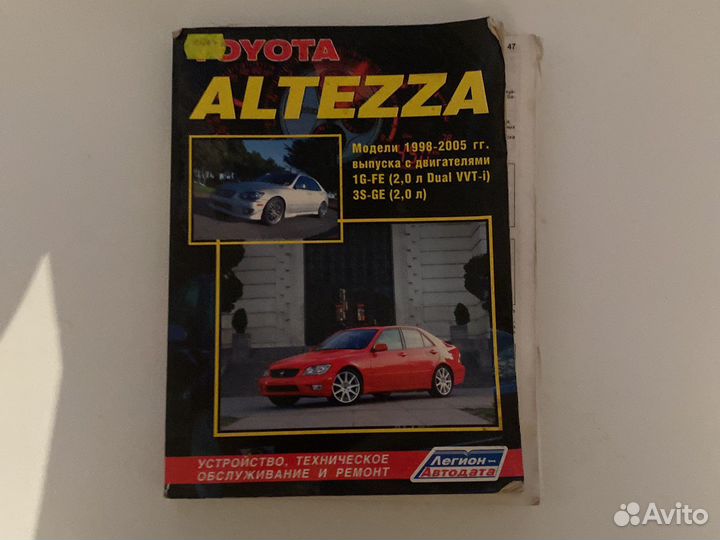 TOYOTA
ALTEZZA
47
Модели 1998-2005 гг.
выпуска с двигателями
1G-FE (2,0 л Dual VVT-i)
3S-GE (2,0 л)
УСТРОЙСТВО, ТЕХНИЧЕСКОЕ
ОБСЛУЖИВАНИЕ И РЕМОНТ
Легион-
Автодата
Avito